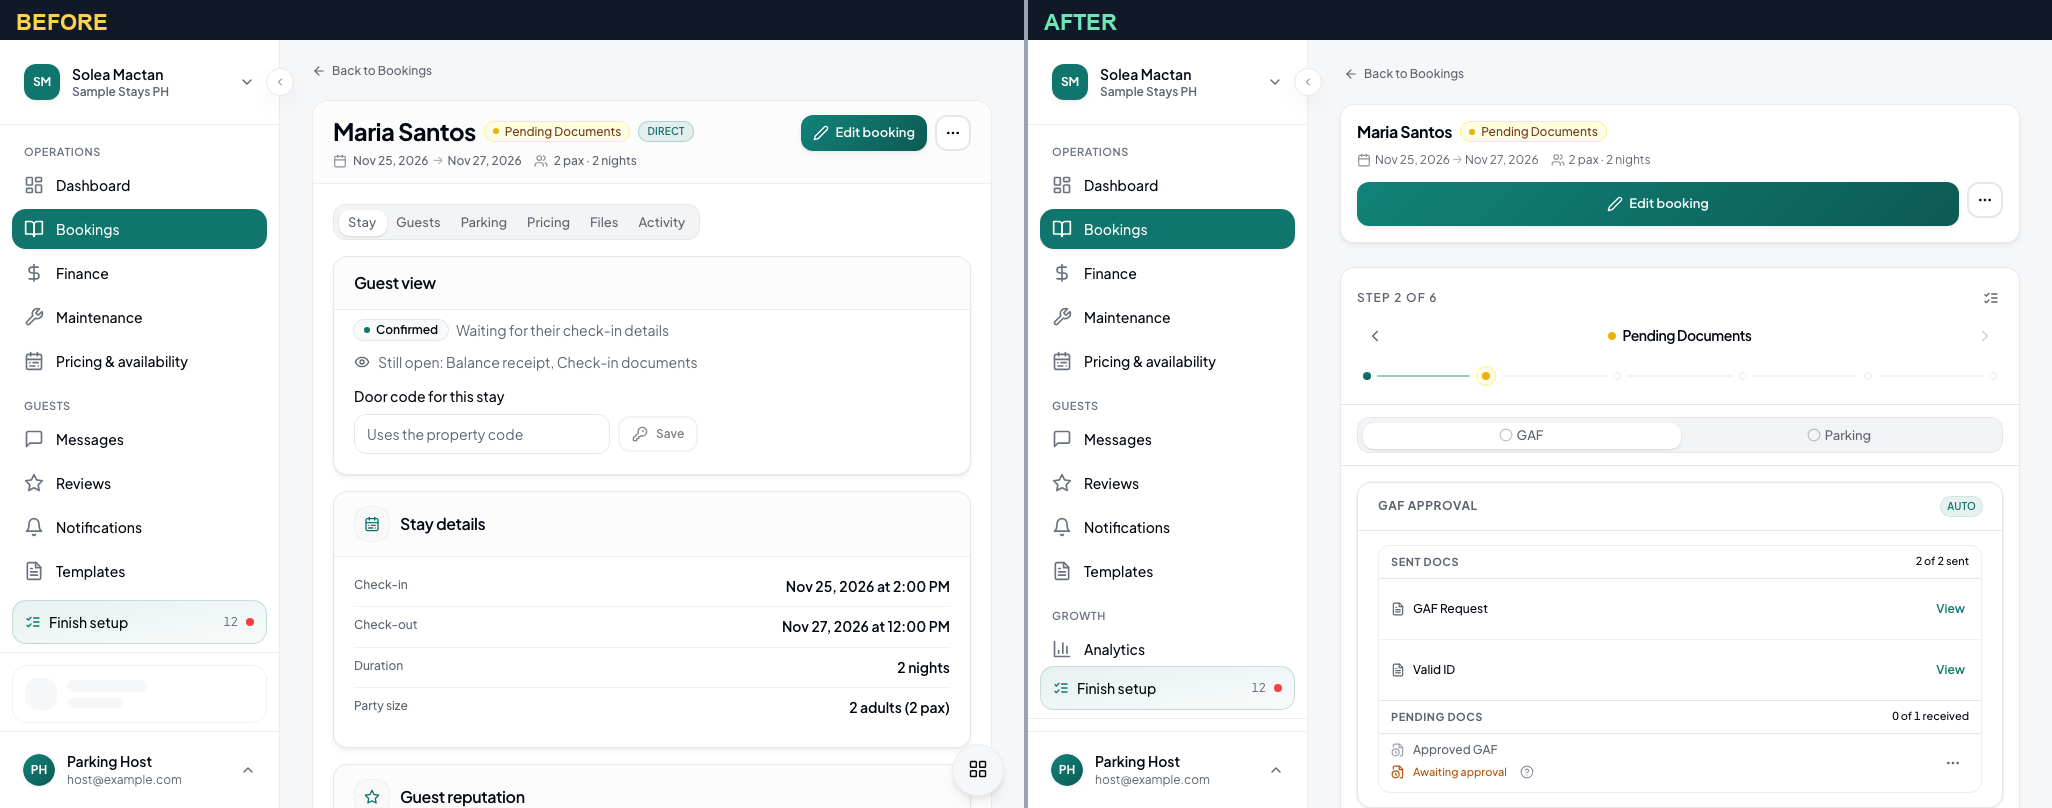 BEFORE
SM
Solea Mactan
Sample Stays PH
OPERATIONS
Dashboard
Bookings
Finance
Maintenance
Pricing & availability
GUESTS
Messages
Reviews
Notifications
Templates
Finish setup 12
PH
Parking Host
host@example.com
Back to Bookings
Maria Santos Pending Documents DIRECT
Nov 25, 2026 → Nov 27, 2026 2 pax · 2 nights
Edit booking
Stay Guests Parking Pricing Files Activity
Guest view
Confirmed Waiting for their check-in details
Still open: Balance receipt, Check-in documents
Door code for this stay
Uses the property code Save
Stay details
Check-in Nov 25, 2026 at 2:00 PM
Check-out Nov 27, 2026 at 12:00 PM
Duration 2 nights
Party size 2 adults (2 pax)
Guest reputation
AFTER
SM
Solea Mactan
Sample Stays PH
OPERATIONS
Dashboard
Bookings
Finance
Maintenance
Pricing & availability
GUESTS
Messages
Reviews
Notifications
Templates
GROWTH
Analytics
Finish setup 12
PH
Parking Host
host@example.com
Back to Bookings
Maria Santos Pending Documents
Nov 25, 2026 → Nov 27, 2026 2 pax · 2 nights
Edit booking
STEP 2 OF 6
Pending Documents
GAF Parking
GAF APPROVAL AUTO
SENT DOCS 2 of 2 sent
GAF Request View
Valid ID View
PENDING DOCS 0 of 1 received
Approved GAF
Awaiting approval